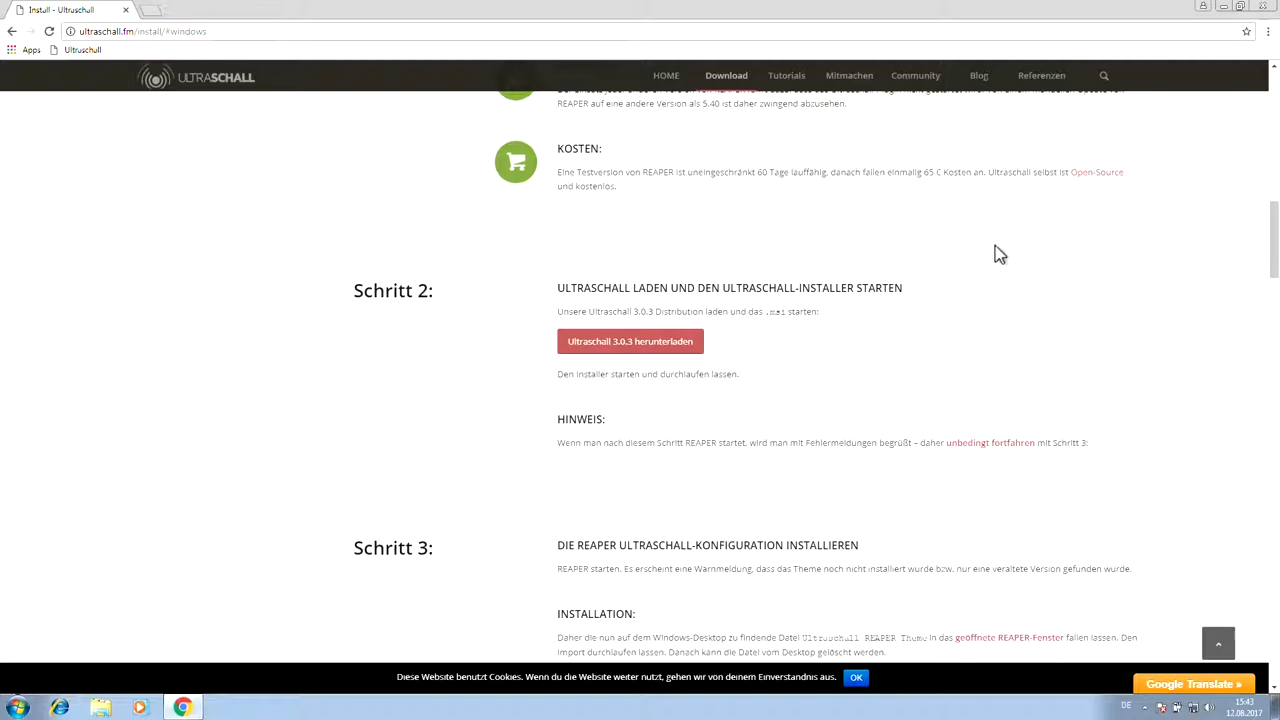 Install - Ultraschall
ultraschall.fm/install/#windows
Apps
Ultruschull
ULTRASCHALL
HOME
Download
Tutorials
Mitmachen
Community
Blog
Referenzen
REAPER auf eine andere Version als 5.40 ist daher zwingend abzusehen.
KOSTEN:
Eine Testversion von REAPER ist uneingeschränkt 60 Tage lauffähig, danach fallen einmalig 65 € Kosten an. Ultraschall selbst ist Open-Source
und kostenlos.
Schritt 2:
ULTRASCHALL LADEN UND DEN ULTRASCHALL-INSTALLER STARTEN
Unsere Ultraschall 3.0.3 Distribution laden und das .msi starten:
Ultraschall 3.0.3 herunterladen
Den Installer starten und durchlaufen lassen.
HINWEIS:
Wenn man nach diesem Schritt REAPER startet, wird man mit Fehlermeldungen begrüßt – daher unbedingt fortfahren mit Schritt 3:
Schritt 3:
DIE REAPER ULTRASCHALL-KONFIGURATION INSTALLIEREN
REAPER starten. Es erscheint eine Warnmeldung, dass das Theme noch nicht installiert wurde bzw. nur eine veraltete Version gefunden wurde.
INSTALLATION:
Daher die nun auf dem Windows-Desktop zu findende Datei Ultraschall REAPER Theme in das geöffnete REAPER-Fenster fallen lassen. Den
Import durchlaufen lassen. Danach kann die Datei vom Desktop gelöscht werden.
Diese Website benutzt Cookies. Wenn du die Website weiter nutzt, gehen wir von deinem Einverständnis aus.
OK
Google Translate »
DE
15:43
12.08.2017